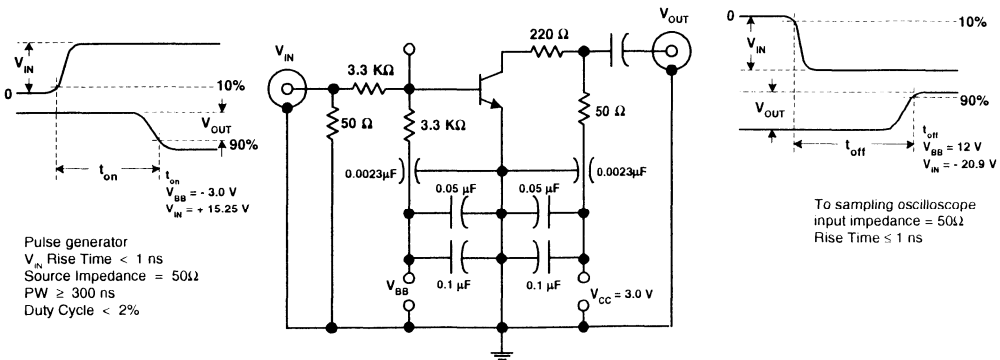 0
V_IN
10%
V_OUT
90%
t_on
t_on
V_BB = - 3.0 V
V_IN = + 15.25 V
Pulse generator
V_IN Rise Time < 1 ns
Source Impedance = 50Ω
PW ≥ 300 ns
Duty Cycle < 2%
V_IN
3.3 KΩ
50 Ω
3.3 KΩ
220 Ω
V_OUT
50 Ω
0.0023µF
0.0023µF
0.05 µF
0.05 µF
0.1 µF
0.1 µF
V_BB
V_CC = 3.0 V
0
V_IN
10%
V_OUT
90%
t_off
t_off
V_BB = 12 V
V_IN = - 20.9 V
To sampling oscilloscope
input impedance = 50Ω
Rise Time ≤ 1 ns